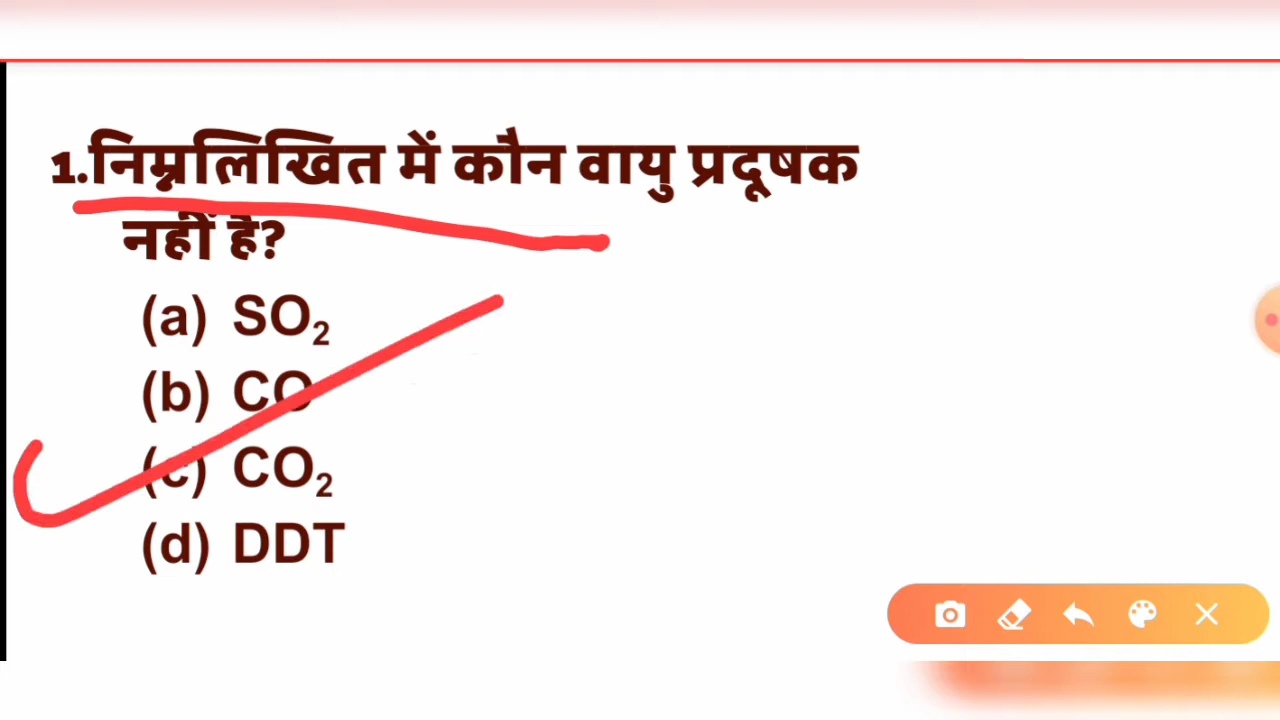 1.निम्नलिखित में कौन वायु प्रदूषक
नहीं है?
(a) SO₂
(b) CO
(c) CO₂
(d) DDT